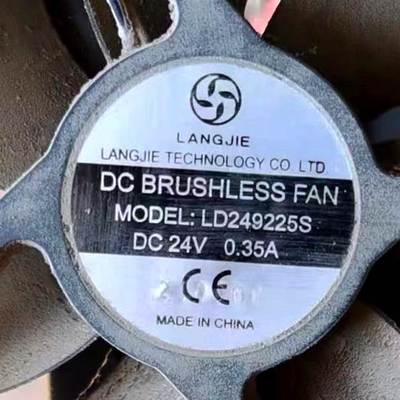 LANGJIE
LANGJIE TECHNOLOGY CO. LTD.
DC BRUSHLESS FAN
MODEL: LD249225S
DC 24V 0.35A
CE
MADE IN CHINA